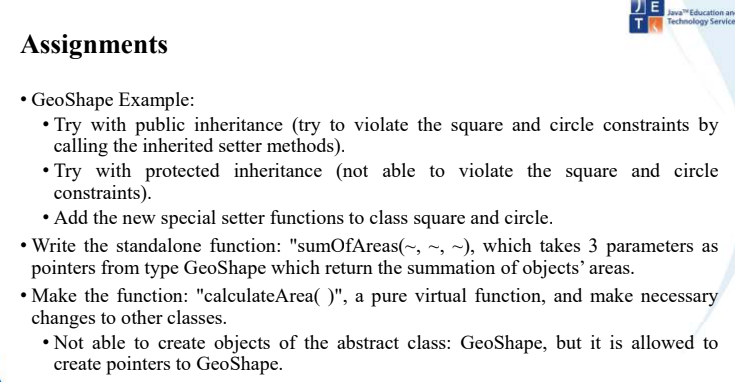 J E T
Java™Education an
Technology Service
Assignments
• GeoShape Example:
• Try with public inheritance (try to violate the square and circle constraints by
calling the inherited setter methods).
• Try with protected inheritance (not able to violate the square and circle
constraints).
• Add the new special setter functions to class square and circle.
• Write the standalone function: "sumOfAreas(~, ~, ~), which takes 3 parameters as
pointers from type GeoShape which return the summation of objects’ areas.
• Make the function: "calculateArea( )", a pure virtual function, and make necessary
changes to other classes.
• Not able to create objects of the abstract class: GeoShape, but it is allowed to
create pointers to GeoShape.